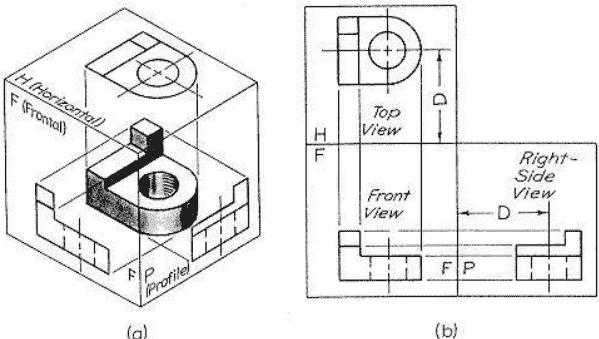 H (Horizontal)
F (Frontal)
F
P
(Profile)
(a)
H
F
Top
View
D
Front
View
Right-
Side
View
D
F
P
(b)